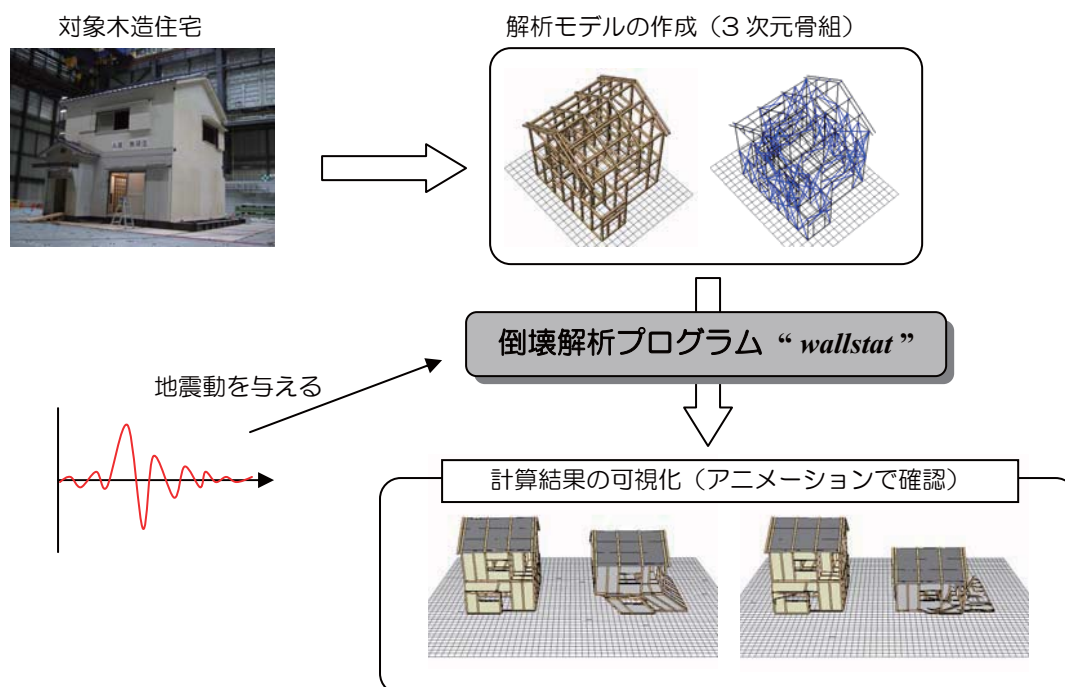 対象木造住宅
解析モデルの作成（3 次元骨組）
倒壊解析プログラム “ wallstat ”
地震動を与える
計算結果の可視化（アニメーションで確認）